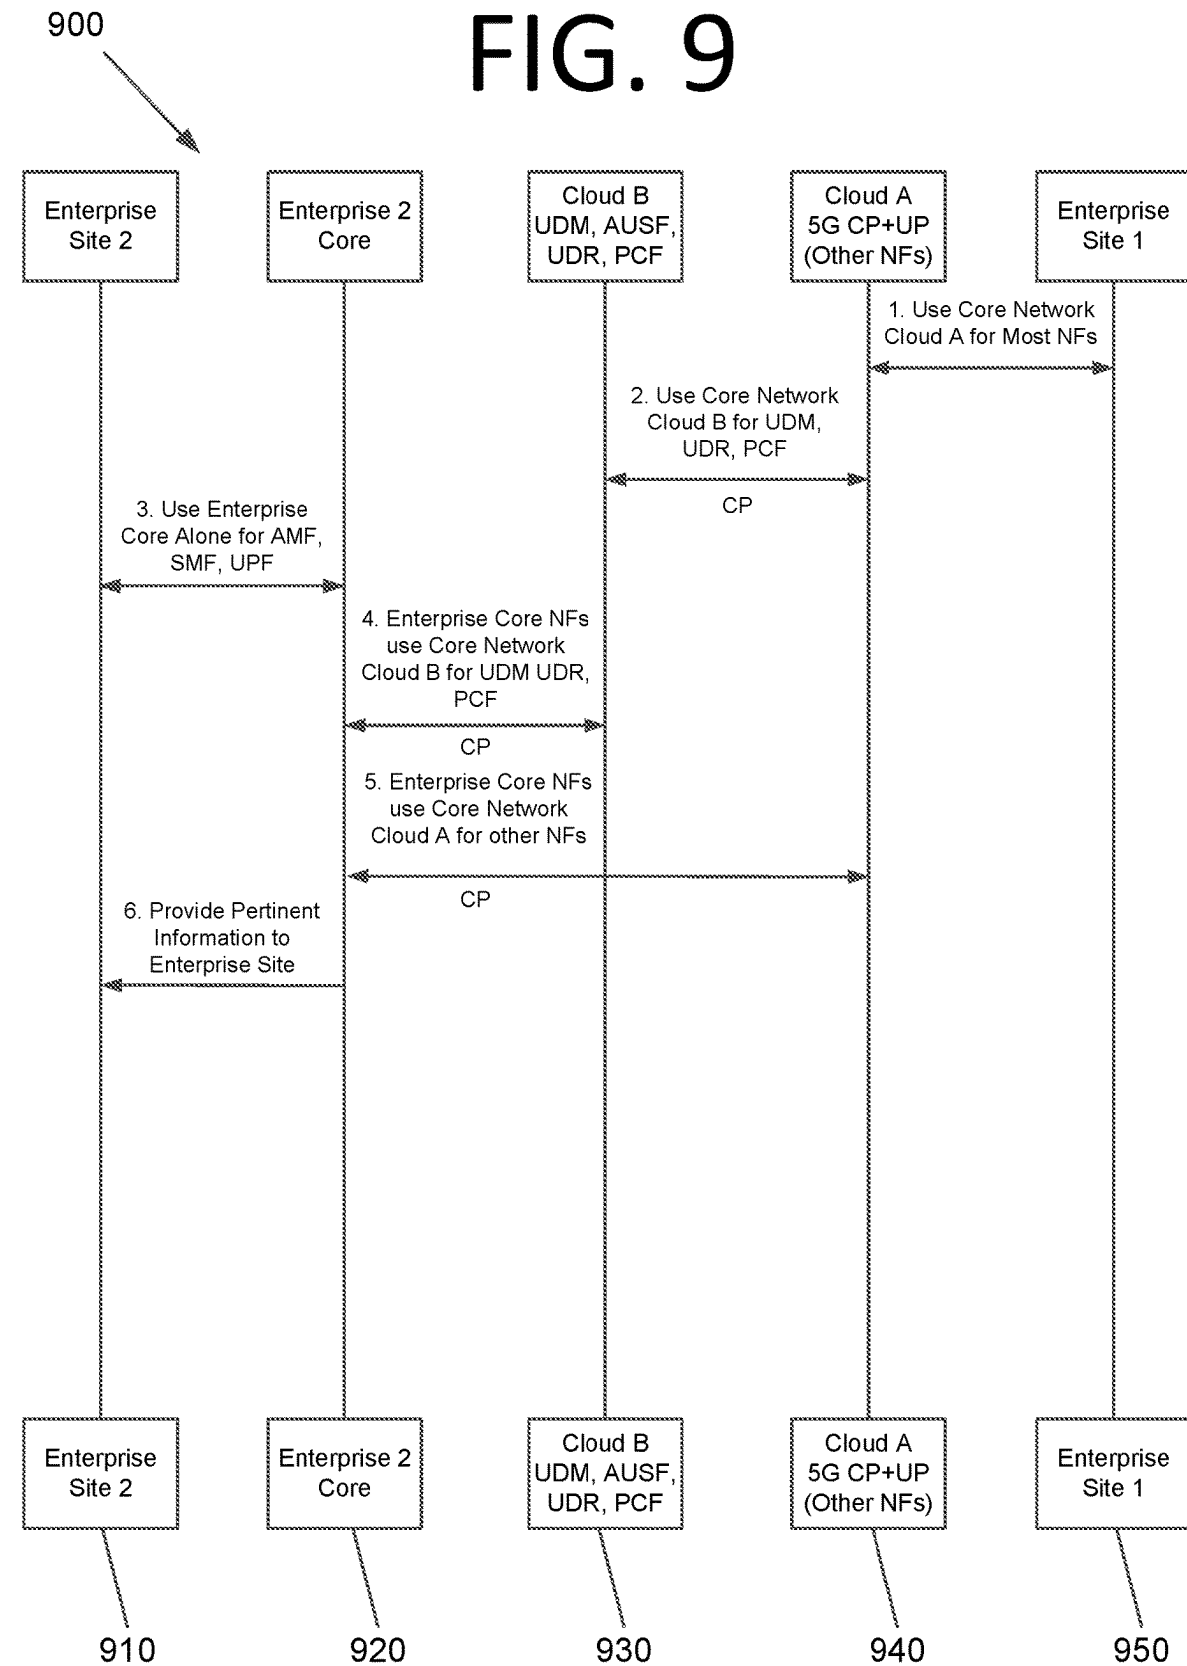 900
FIG. 9
Enterprise
Site 2
Enterprise 2
Core
Cloud B
UDM, AUSF,
UDR, PCF
Cloud A
5G CP+UP
(Other NFs)
Enterprise
Site 1
1. Use Core Network
Cloud A for Most NFs
2. Use Core Network
Cloud B for UDM,
UDR, PCF
CP
3. Use Enterprise
Core Alone for AMF,
SMF, UPF
4. Enterprise Core NFs
use Core Network
Cloud B for UDM UDR,
PCF
CP
5. Enterprise Core NFs
use Core Network
Cloud A for other NFs
CP
6. Provide Pertinent
Information to
Enterprise Site
Enterprise
Site 2
Enterprise 2
Core
Cloud B
UDM, AUSF,
UDR, PCF
Cloud A
5G CP+UP
(Other NFs)
Enterprise
Site 1
910
920
930
940
950